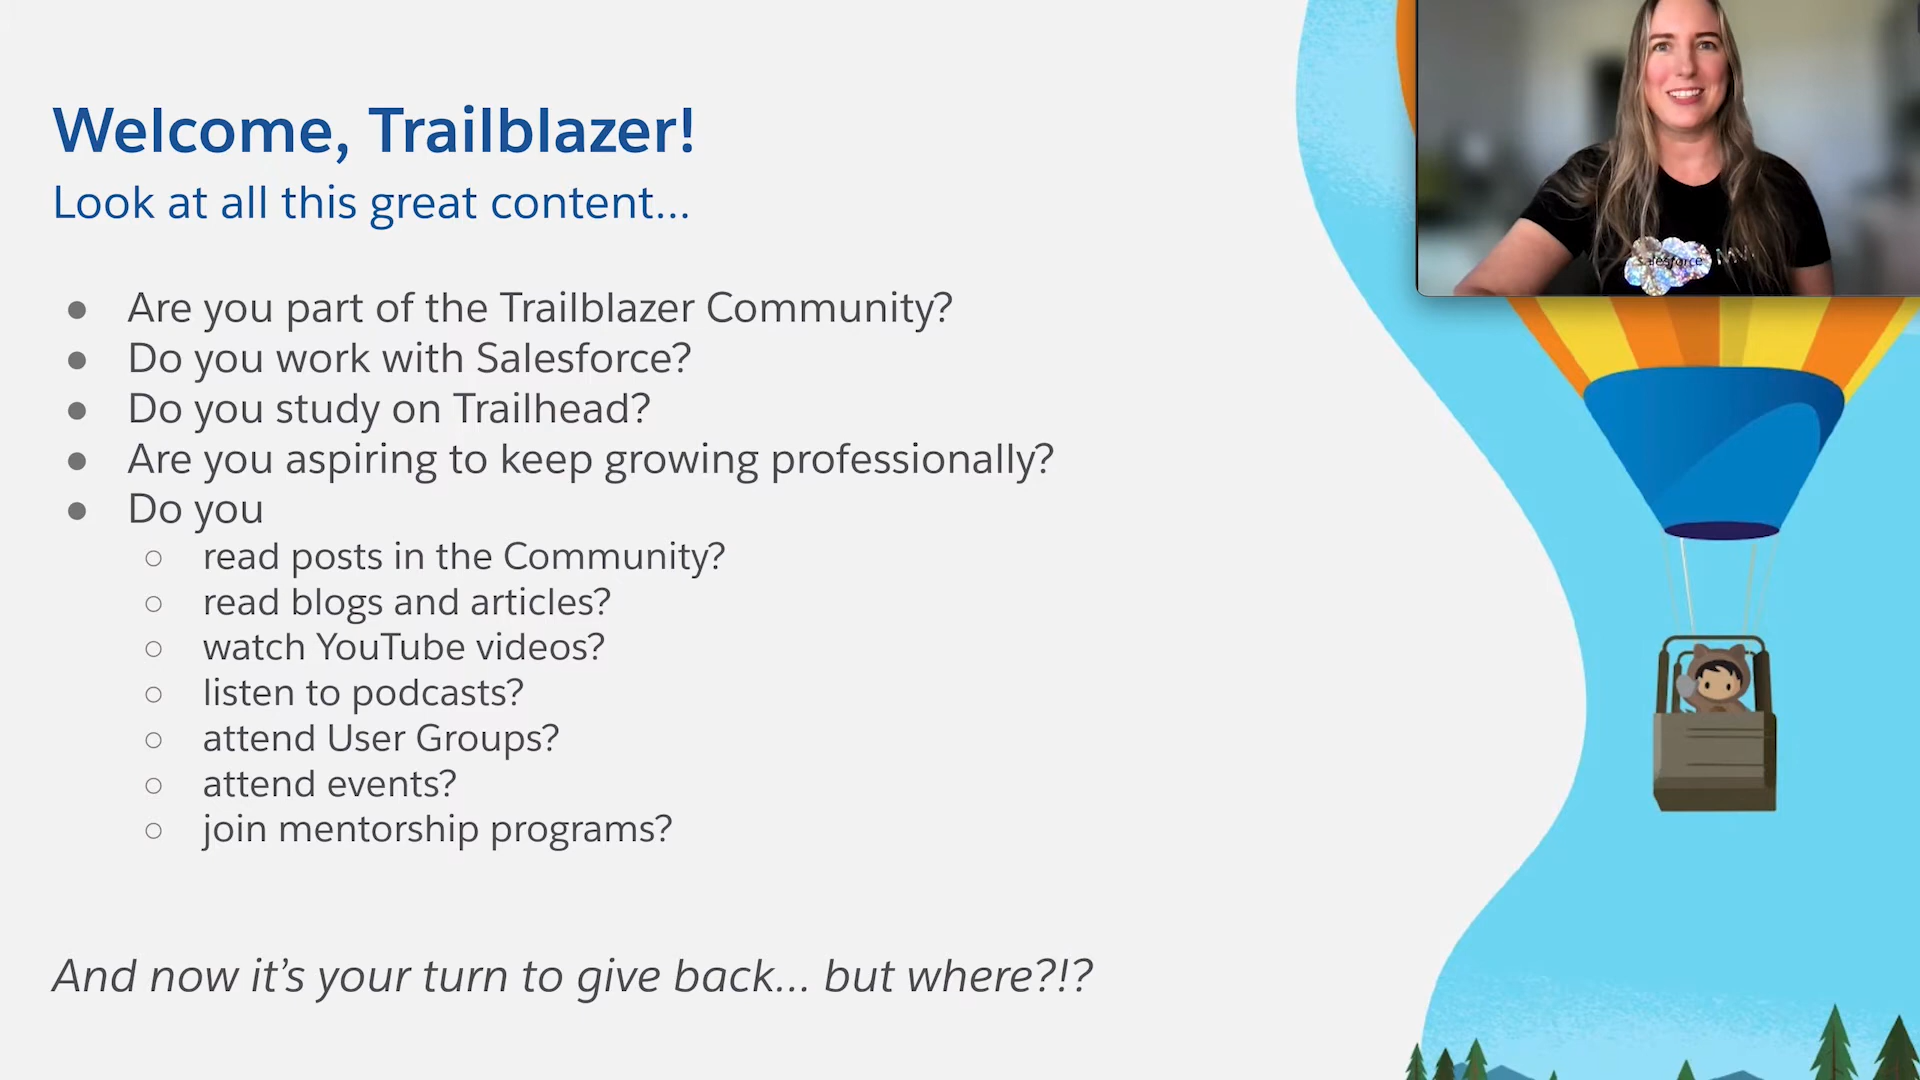 Welcome, Trailblazer!
Look at all this great content...
● Are you part of the Trailblazer Community?
● Do you work with Salesforce?
● Do you study on Trailhead?
● Are you aspiring to keep growing professionally?
● Do you
○ read posts in the Community?
○ read blogs and articles?
○ watch YouTube videos?
○ listen to podcasts?
○ attend User Groups?
○ attend events?
○ join mentorship programs?
And now it’s your turn to give back... but where?!?
salesforce